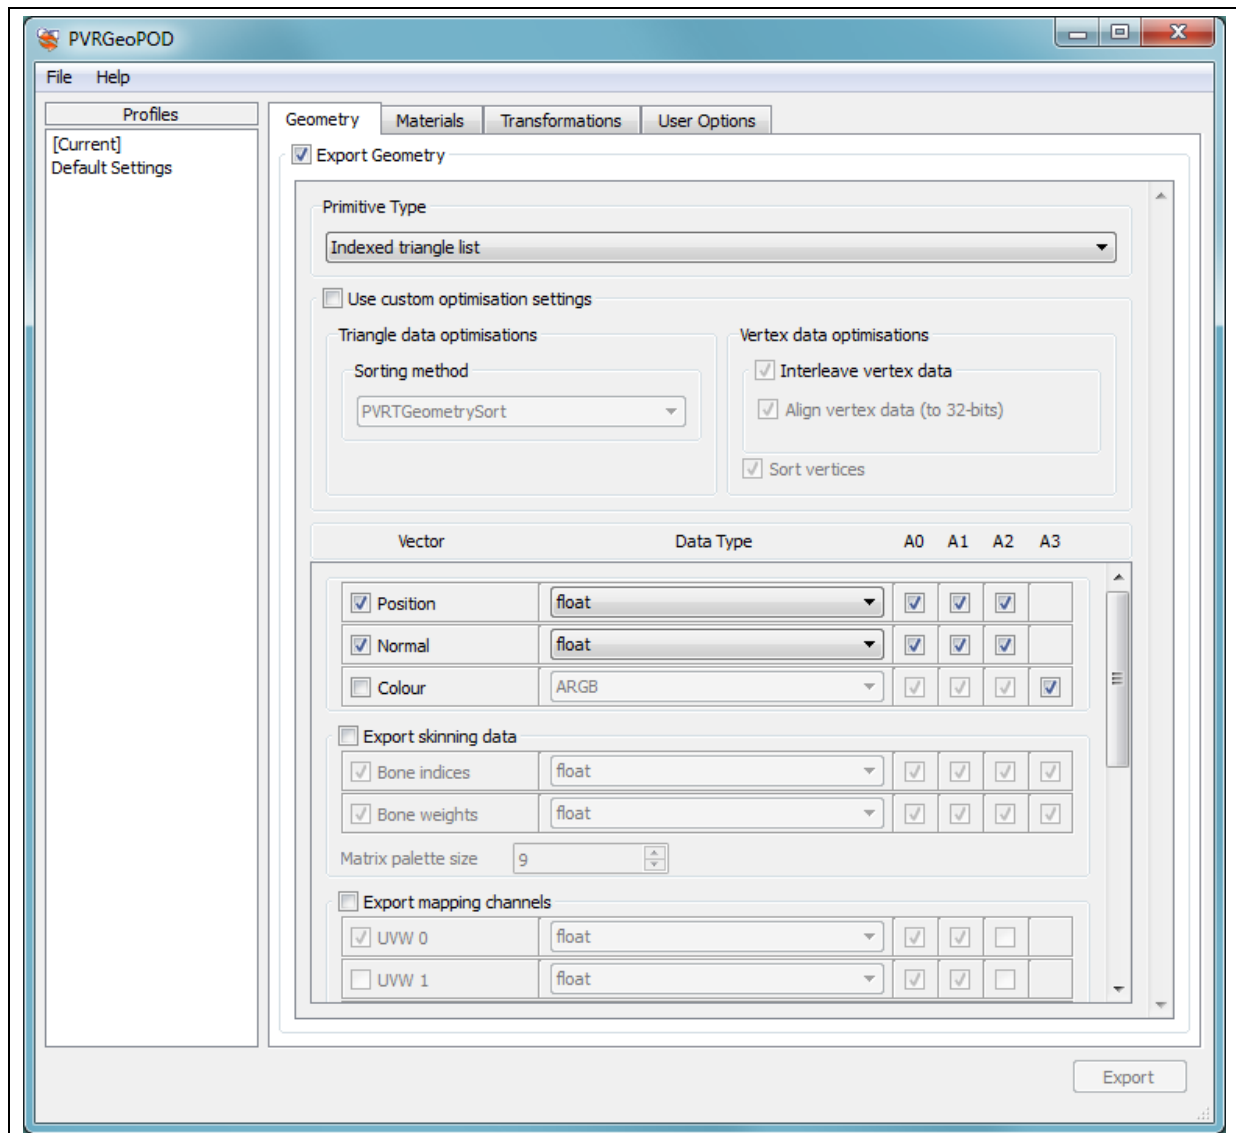 PVRGeoPOD
File Help
Profiles
[Current]
Default Settings
Geometry Materials Transformations User Options
Export Geometry
Primitive Type
Indexed triangle list
Use custom optimisation settings
Triangle data optimisations
Sorting method
PVRTGeometrySort
Vertex data optimisations
Interleave vertex data
Align vertex data (to 32-bits)
Sort vertices
Vector Data Type A0 A1 A2 A3
Position float
Normal float
Colour ARGB
Export skinning data
Bone indices float
Bone weights float
Matrix palette size 9
Export mapping channels
UVW 0 float
UVW 1 float
Export